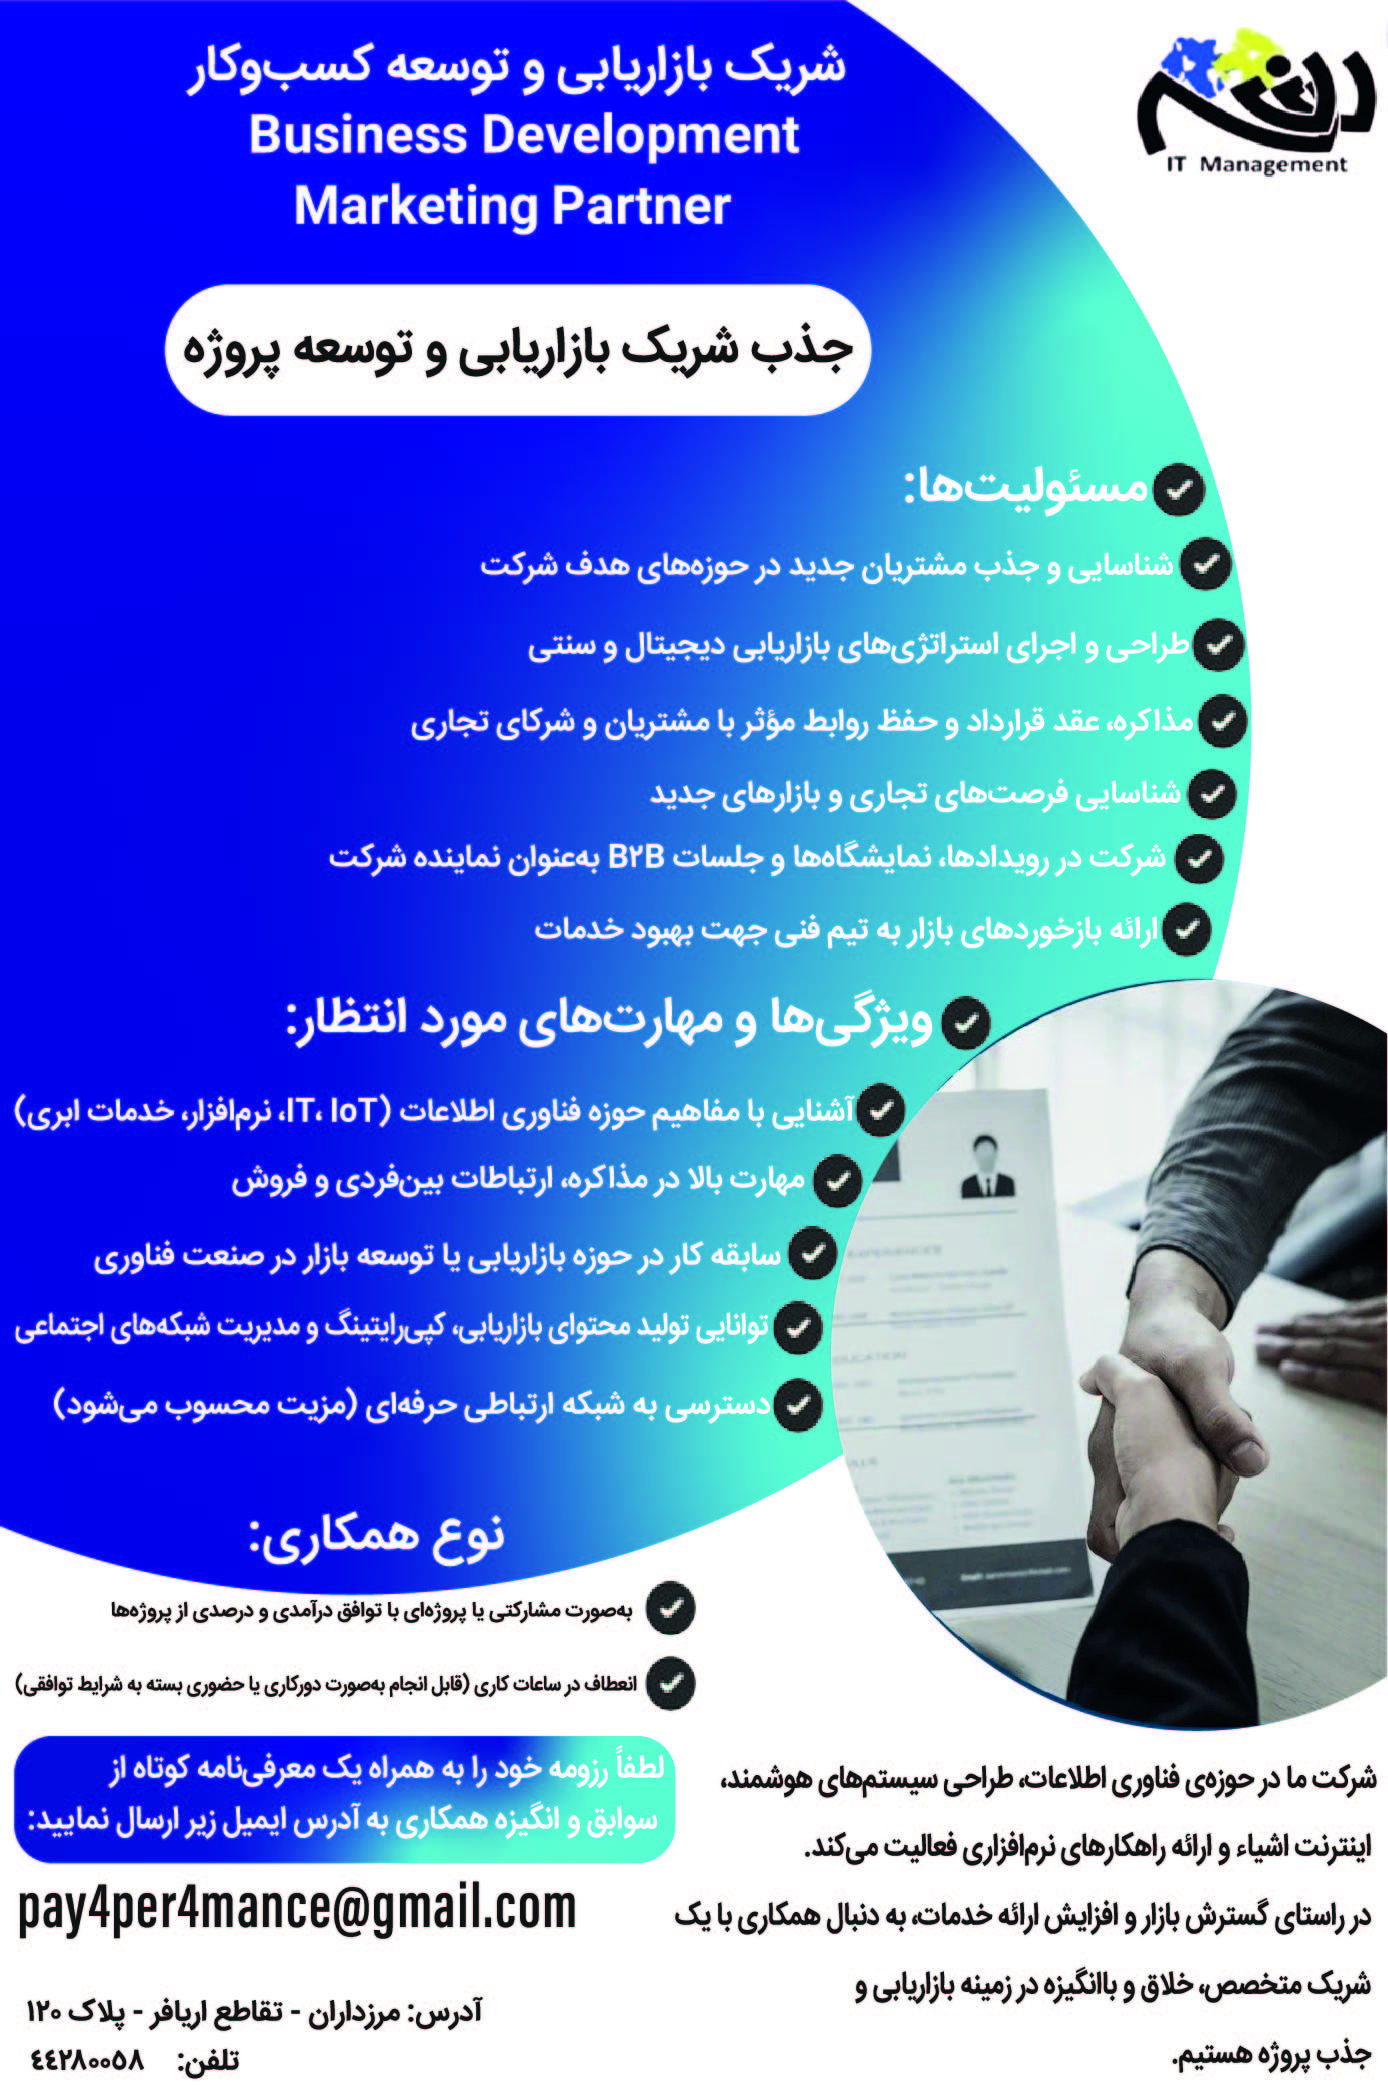 IT Management
شریک بازاریابی و توسعه کسب‌وکار
Business Development
Marketing Partner
جذب شریک بازاریابی و توسعه پروژه
مسئولیت‌ها:
شناسایی و جذب مشتریان جدید در حوزه‌های هدف شرکت
طراحی و اجرای استراتژی‌های بازاریابی دیجیتال و سنتی
مذاکره، عقد قرارداد و حفظ روابط مؤثر با مشتریان و شرکای تجاری
شناسایی فرصت‌های تجاری و بازارهای جدید
شرکت در رویدادها، نمایشگاه‌ها و جلسات B۲B به‌عنوان نماینده شرکت
ارائه بازخوردهای بازار به تیم فنی جهت بهبود خدمات
ویژگی‌ها و مهارت‌های مورد انتظار:
آشنایی با مفاهیم حوزه فناوری اطلاعات (IT، IoT، نرم‌افزار، خدمات ابری)
مهارت بالا در مذاکره، ارتباطات بین‌فردی و فروش
سابقه کار در حوزه بازاریابی یا توسعه بازار در صنعت فناوری
توانایی تولید محتوای بازاریابی، کپی‌رایتینگ و مدیریت شبکه‌های اجتماعی
دسترسی به شبکه ارتباطی حرفه‌ای (مزیت محسوب می‌شود)
EDUCATION
نوع همکاری:
به‌صورت مشارکتی یا پروژه‌ای با توافق درآمدی و درصدی از پروژه‌ها
انعطاف در ساعات کاری (قابل انجام به‌صورت دورکاری یا حضوری بسته به شرایط توافقی)
لطفاً رزومه خود را به همراه یک معرفی‌نامه کوتاه از
سوابق و انگیزه همکاری به آدرس ایمیل زیر ارسال نمایید:
pay4per4mance@gmail.com
آدرس: مرزداران - تقاطع اریافر - پلاک ۱۲۰
تلفن: ٤٤٢٨٠٠٥٨
شرکت ما در حوزه‌ی فناوری اطلاعات، طراحی سیستم‌های هوشمند،
اینترنت اشیاء و ارائه راهکارهای نرم‌افزاری فعالیت می‌کند.
در راستای گسترش بازار و افزایش ارائه خدمات، به دنبال همکاری با یک
شریک متخصص، خلاق و باانگیزه در زمینه بازاریابی و
جذب پروژه هستیم.